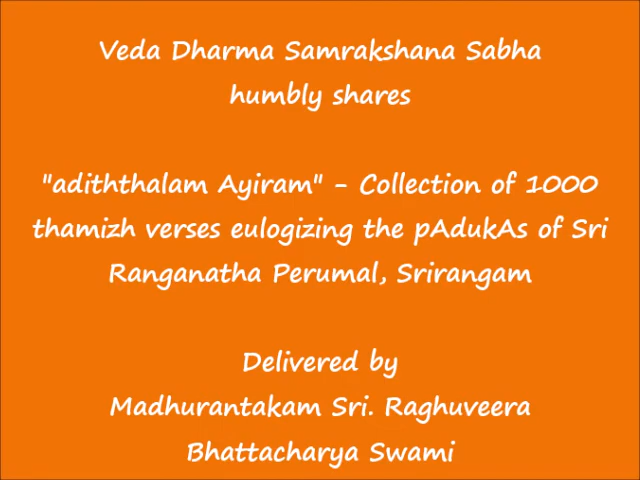 Veda Dharma Samrakshana Sabha
humbly shares
"adiththalam Ayiram" - Collection of 1000
thamizh verses eulogizing the pAdukAs of Sri
Ranganatha Perumal, Srirangam
Delivered by
Madhurantakam Sri. Raghuveera
Bhattacharya Swami